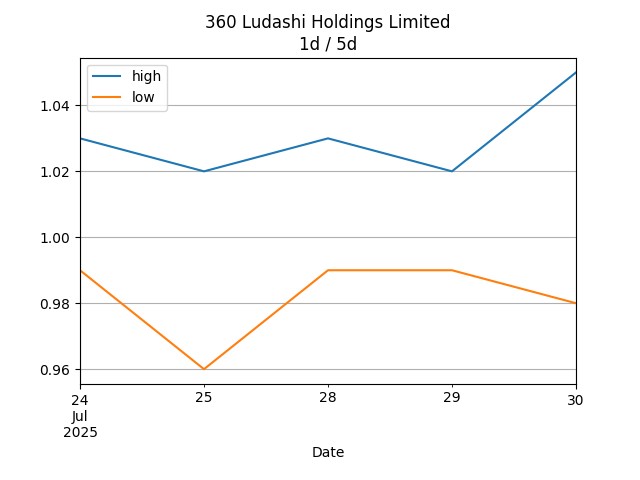 360 Ludashi Holdings Limited
1d / 5d
high
low
1.04
1.02
1.00
0.98
0.96
24 25 28 29 30
Jul
2025
Date